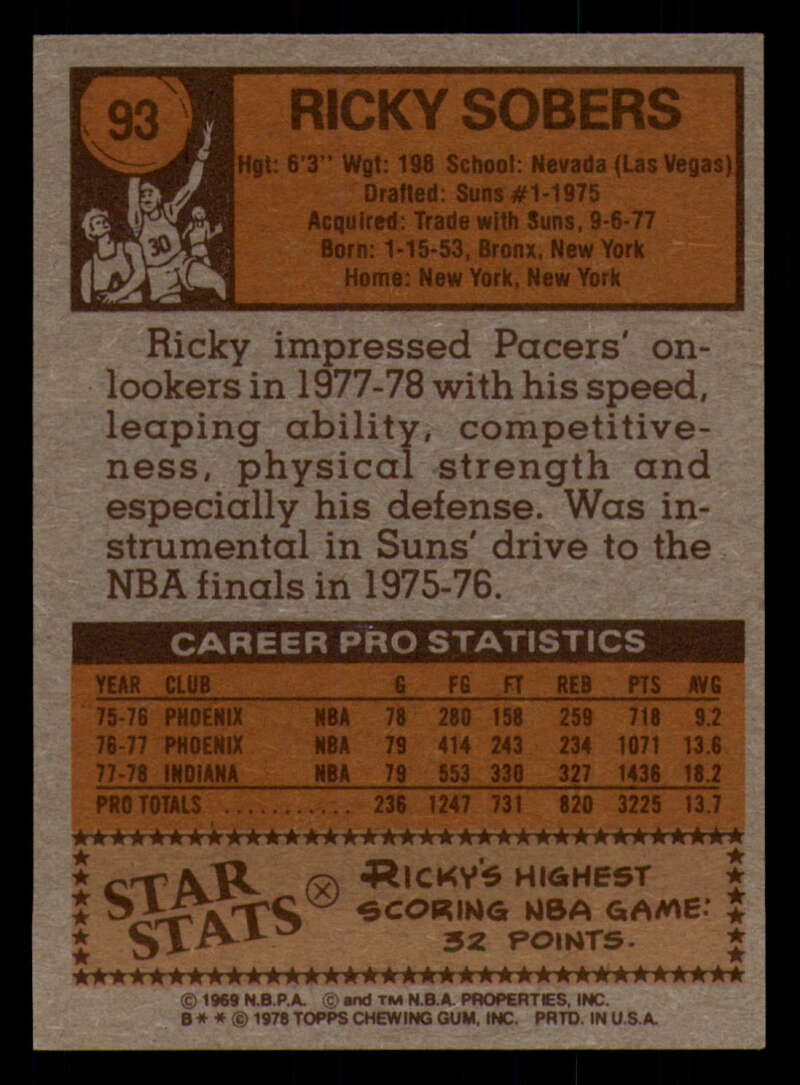 93
RICKY SOBERS
Hgt: 6'3" Wgt: 198 School: Nevada (Las Vegas)
Drafted: Suns #1-1975
Acquired: Trade with Suns, 9-6-77
Born: 1-15-53, Bronx, New York
Home: New York, New York
30
Ricky impressed Pacers' on-
lookers in 1977-78 with his speed,
leaping ability, competitive-
ness, physical strength and
especially his defense. Was in-
strumental in Suns' drive to the
NBA finals in 1975-76.
CAREER PRO STATISTICS
YEAR CLUB G FG FT REB PTS AVG
75-76 PHOENIX NBA 78 280 158 259 718 9.2
76-77 PHOENIX NBA 79 414 243 234 1071 13.6
77-78 INDIANA NBA 79 553 330 327 1436 18.2
PRO TOTALS ........... 236 1247 731 820 3225 13.7
STAR STATS
RICKY'S HIGHEST
SCORING NBA GAME:
32 POINTS.
© 1969 N.B.P.A. © and TM N.B.A. PROPERTIES, INC.
B * * © 1978 TOPPS CHEWING GUM, INC. PRTD. IN U.S.A.